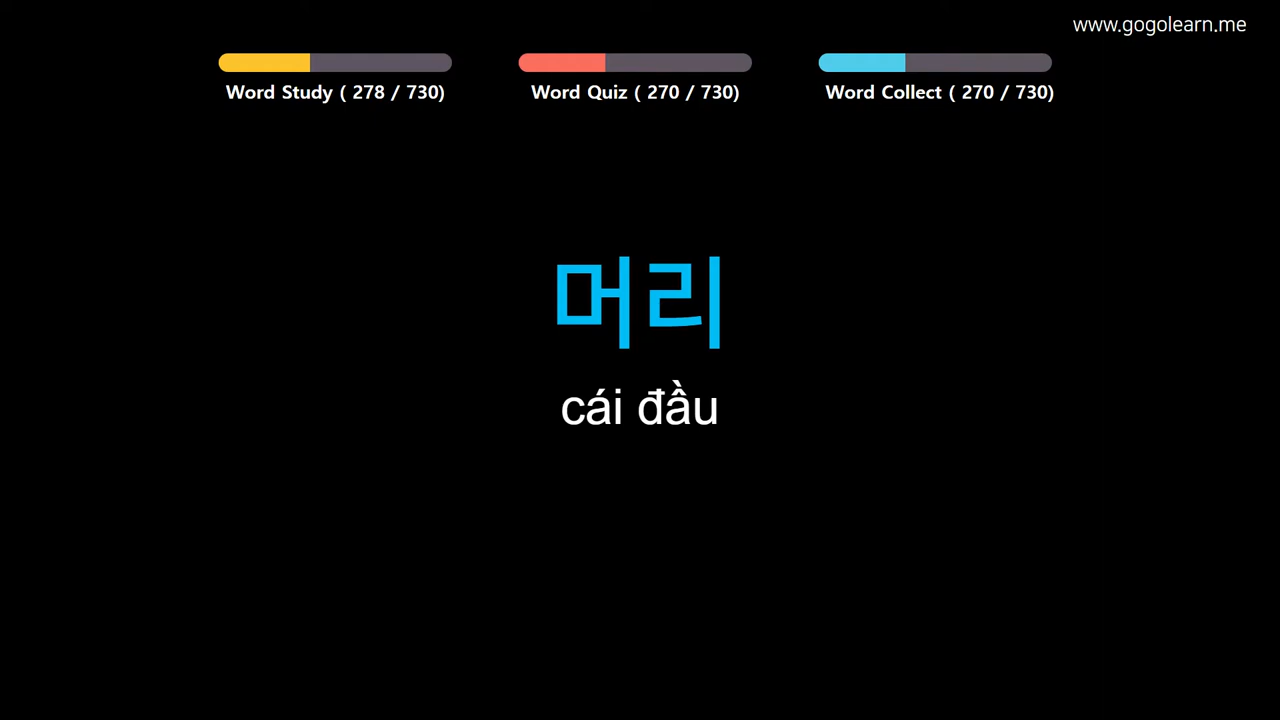 www.gogolearn.me
Word Study ( 278 / 730)
Word Quiz ( 270 / 730)
Word Collect ( 270 / 730)
머리
cái đầu